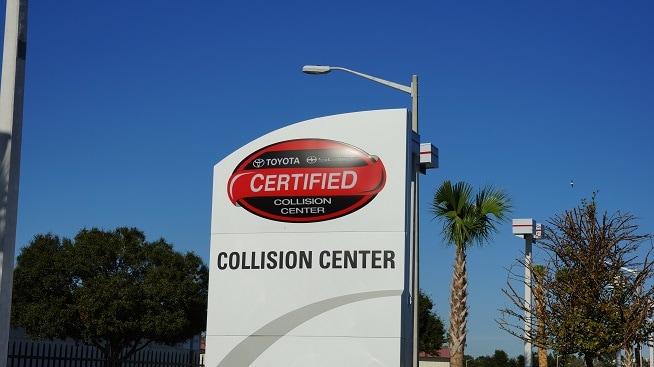 TOYOTA
CERTIFIED
COLLISION
CENTER
COLLISION CENTER